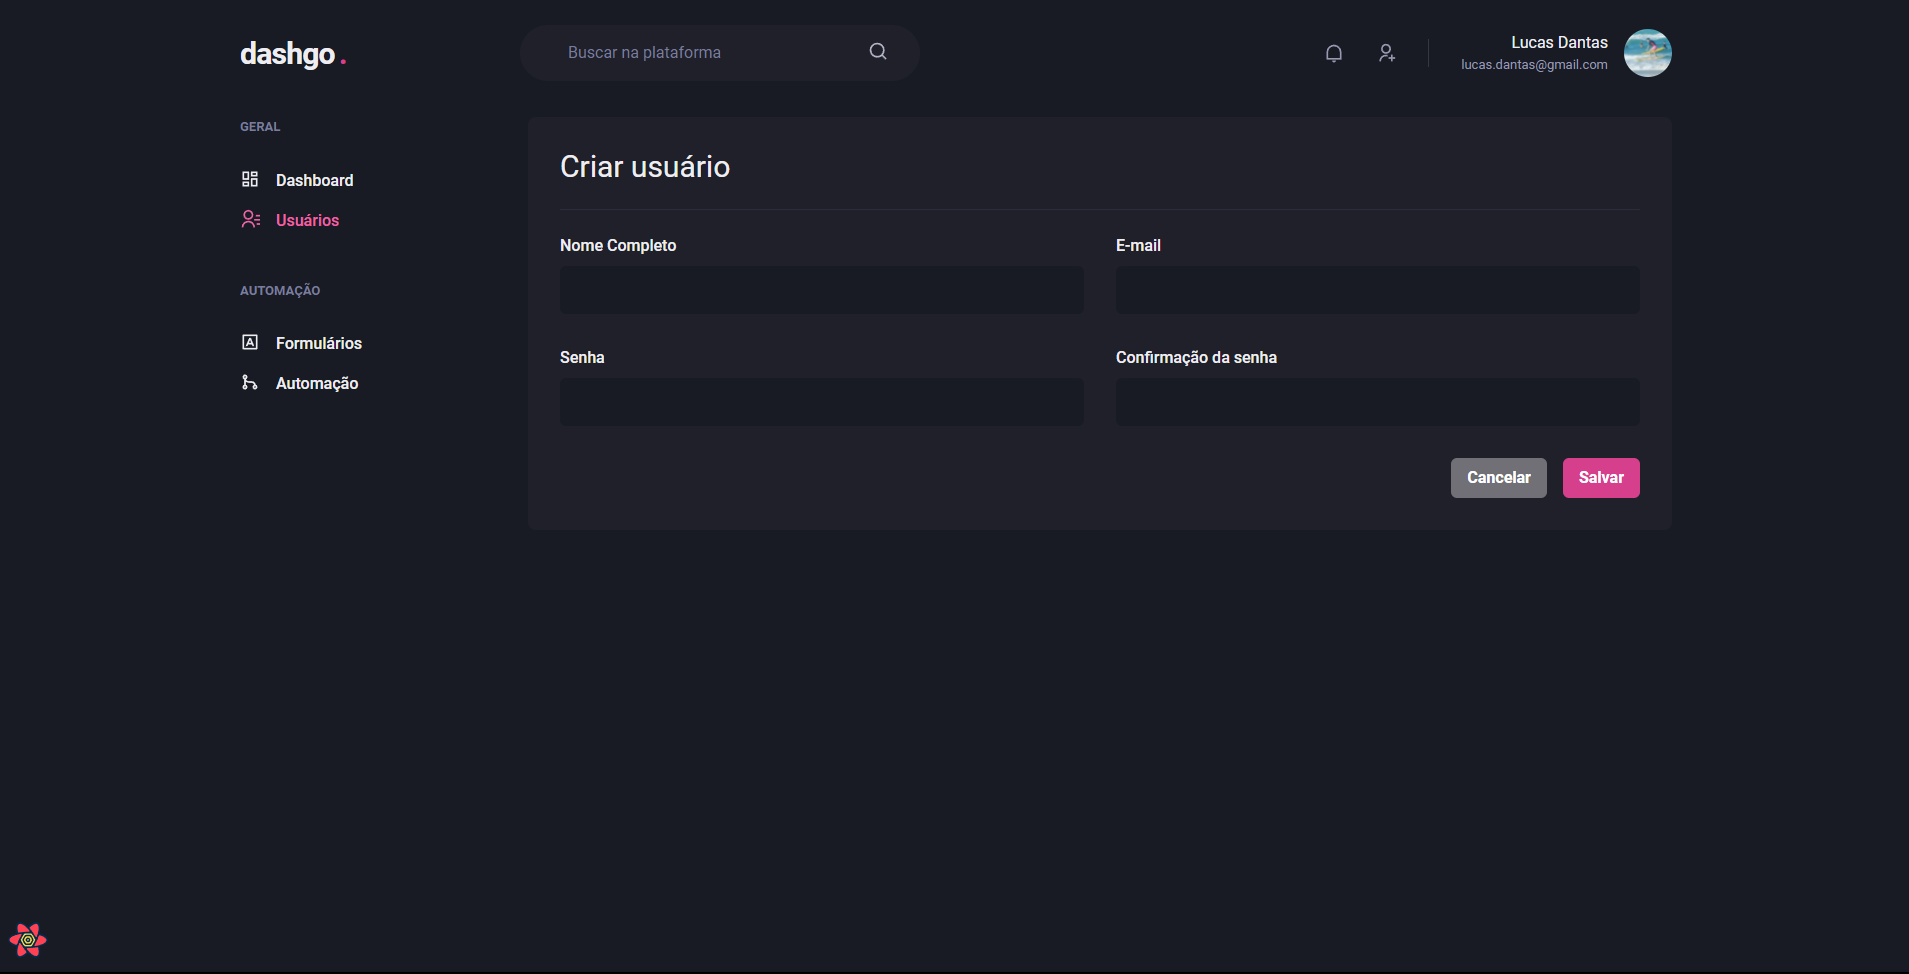 dashgo.
Buscar na plataforma
Lucas Dantas
lucas.dantas@gmail.com
GERAL
Dashboard
Usuários
AUTOMAÇÃO
Formulários
Automação
Criar usuário
Nome Completo
E-mail
Senha
Confirmação da senha
Cancelar
Salvar